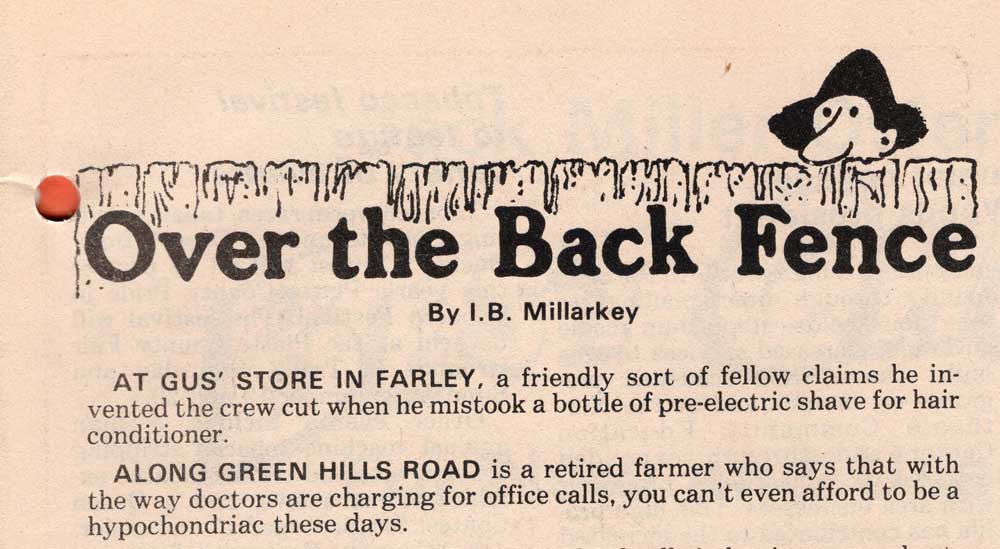 Over the Back Fence
By I.B. Millarkey
AT GUS' STORE IN FARLEY, a friendly sort of fellow claims he in-
vented the crew cut when he mistook a bottle of pre-electric shave for hair
conditioner.
ALONG GREEN HILLS ROAD is a retired farmer who says that with
the way doctors are charging for office calls, you can't even afford to be a
hypochondriac these days.